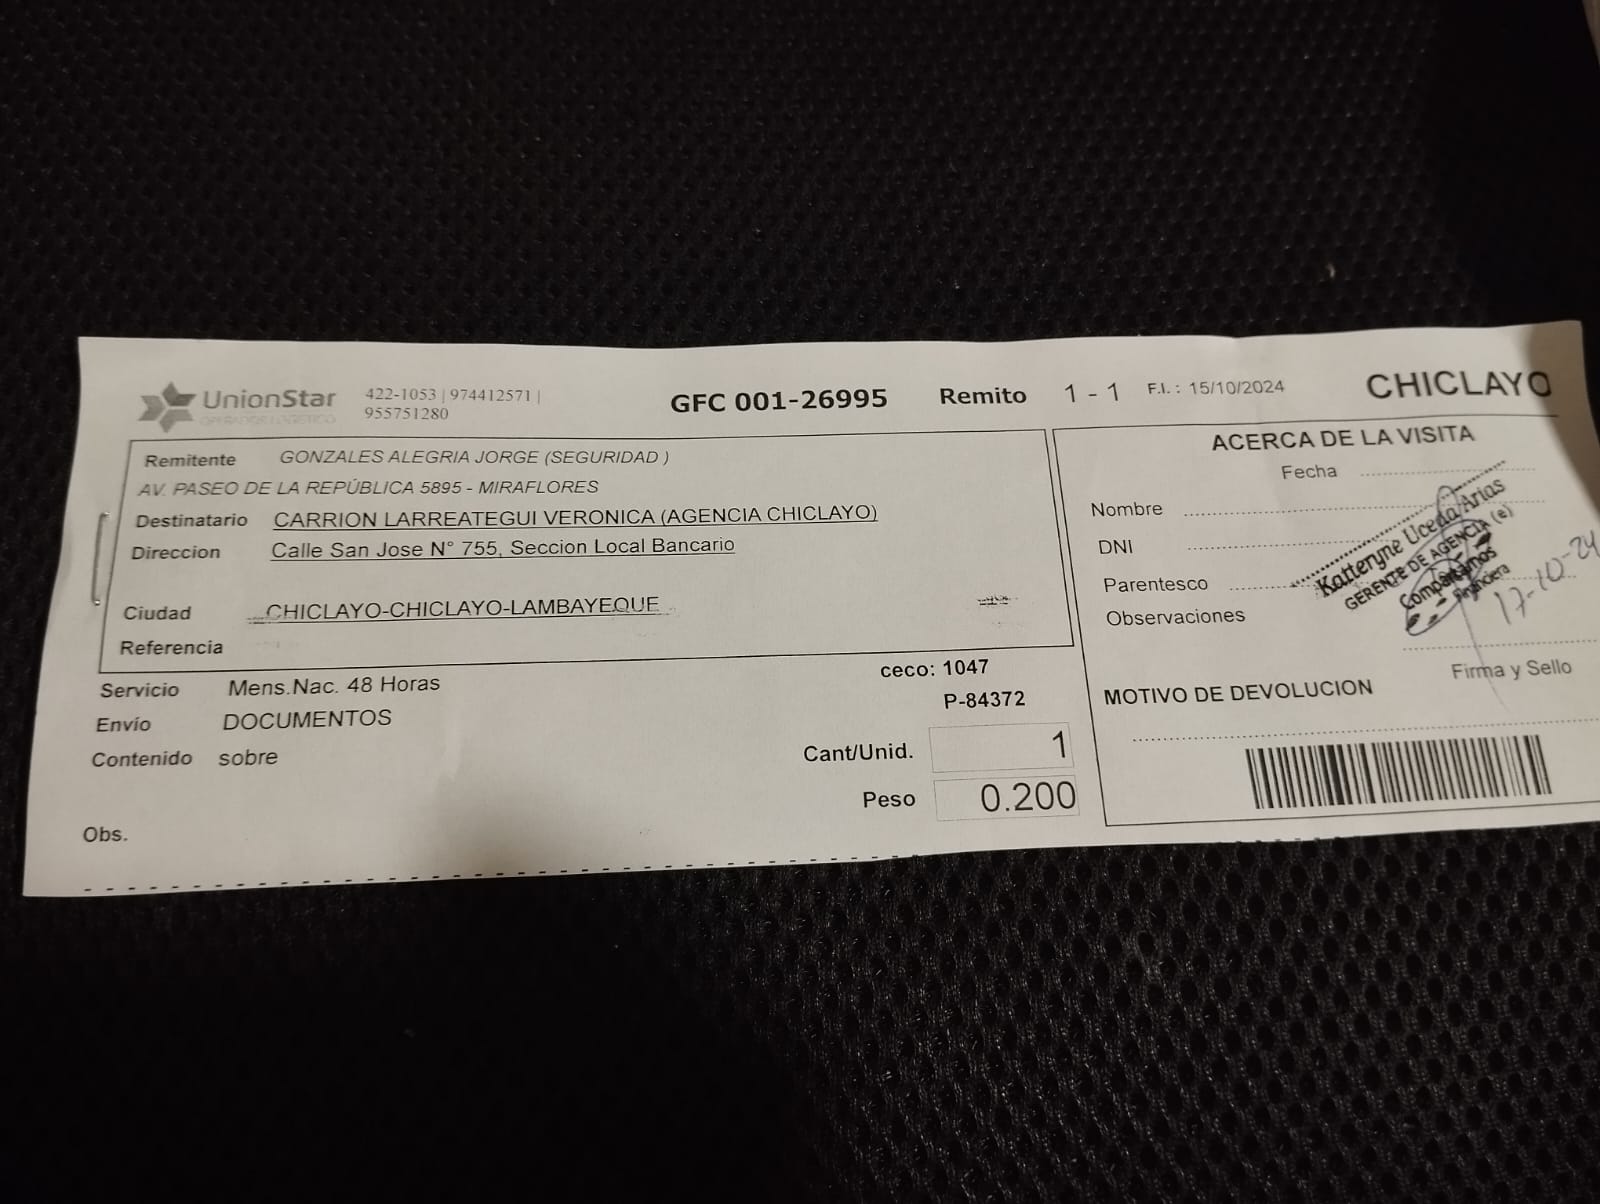 UnionStar
OPERADOR LOGISTICO
422-1053 | 974412571 |
955751280
GFC 001-26995
Remito 1 - 1
F.I. : 15/10/2024
CHICLAYO
Remitente GONZALES ALEGRIA JORGE (SEGURIDAD )
AV. PASEO DE LA REPÚBLICA 5895 - MIRAFLORES
Destinatario CARRION LARREATEGUI VERONICA (AGENCIA CHICLAYO)
Direccion Calle San Jose N° 755, Seccion Local Bancario
Ciudad CHICLAYO-CHICLAYO-LAMBAYEQUE
Referencia
Servicio Mens.Nac. 48 Horas
Envío DOCUMENTOS
Contenido sobre
Obs.
ceco: 1047
P-84372
Cant/Unid. 1
Peso 0.200
ACERCA DE LA VISITA
Fecha
Nombre
DNI
Parentesco
Observaciones
Katteryne Uceda Arias
GERENTE DE AGENCIA (e)
Compartamos
financiera
17-10-24
Firma y Sello
MOTIVO DE DEVOLUCION